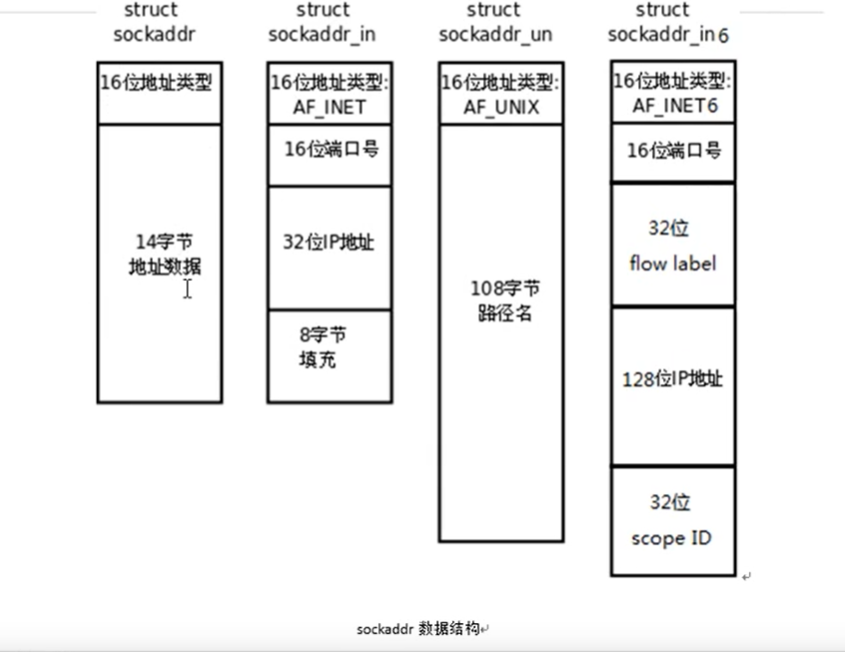 struct
sockaddr
16位地址类型
14字节
地址数据
struct
sockaddr_in
16位地址类型:
AF_INET
16位端口号
32位IP地址
8字节
填充
struct
sockaddr_un
16位地址类型:
AF_UNIX
108字节
路径名
struct
sockaddr_in6
16位地址类型:
AF_INET6
16位端口号
32位
flow label
128位IP地址
32位
scope ID
sockaddr 数据结构